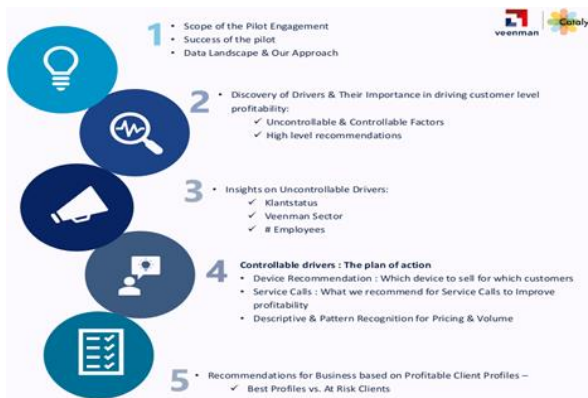 veenman
Cataly
1
• Scope of the Pilot Engagement
• Success of the pilot
• Data Landscape & Our Approach
2
• Discovery of Drivers & Their Importance in driving customer level
profitability:
✓ Uncontrollable & Controllable Factors
✓ High level recommendations
3
• Insights on Uncontrollable Drivers:
✓ Klantstatus
✓ Veenman Sector
✓ # Employees
4
Controllable drivers : The plan of action
• Device Recommendation : Which device to sell for which customers
• Service Calls : What we recommend for Service Calls to Improve
profitability
• Descriptive & Pattern Recognition for Pricing & Volume
5
• Recommendations for Business based on Profitable Client Profiles –
✓ Best Profiles vs. At Risk Clients